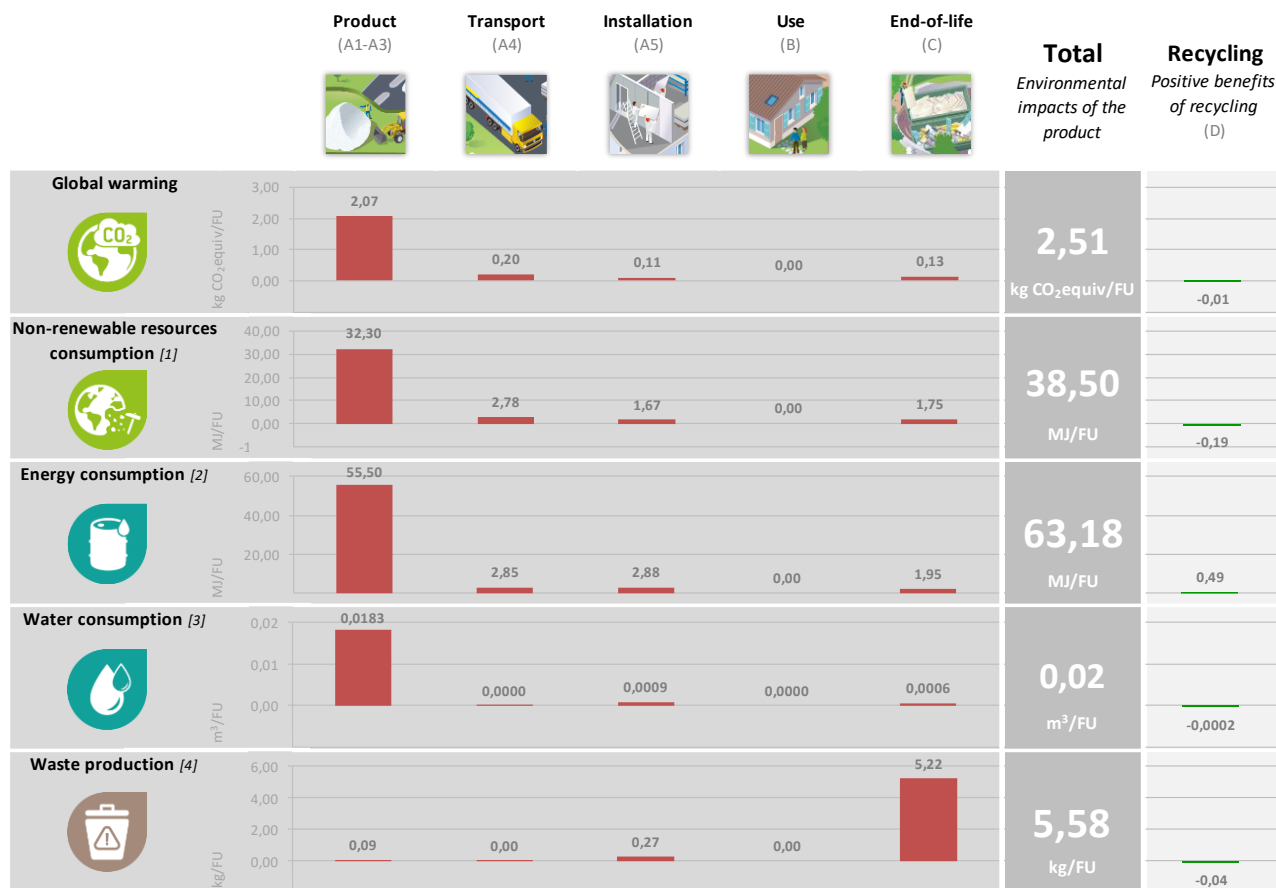 Product
(A1-A3)
Transport
(A4)
Installation
(A5)
Use
(B)
End-of-life
(C)
Total
Environmental
impacts of the
product
Recycling
Positive benefits
of recycling
(D)
Global warming
CO₂
kg CO₂equiv/FU
3,00
2,00
1,00
0,00
2,07
0,20
0,11
0,00
0,13
2,51
kg CO₂equiv/FU
-0,01
Non-renewable resources
consumption [1]
MJ/FU
40,00
30,00
20,00
10,00
0,00
-1
32,30
2,78
1,67
0,00
1,75
38,50
MJ/FU
-0,19
Energy consumption [2]
MJ/FU
60,00
40,00
20,00
55,50
2,85
2,88
0,00
1,95
63,18
MJ/FU
0,49
Water consumption [3]
m³/FU
0,02
0,01
0,00
0,0183
0,0000
0,0009
0,0000
0,0006
0,02
m³/FU
-0,0002
Waste production [4]
kg/FU
6,00
4,00
2,00
0,00
0,09
0,00
0,27
0,00
5,22
5,58
kg/FU
-0,04